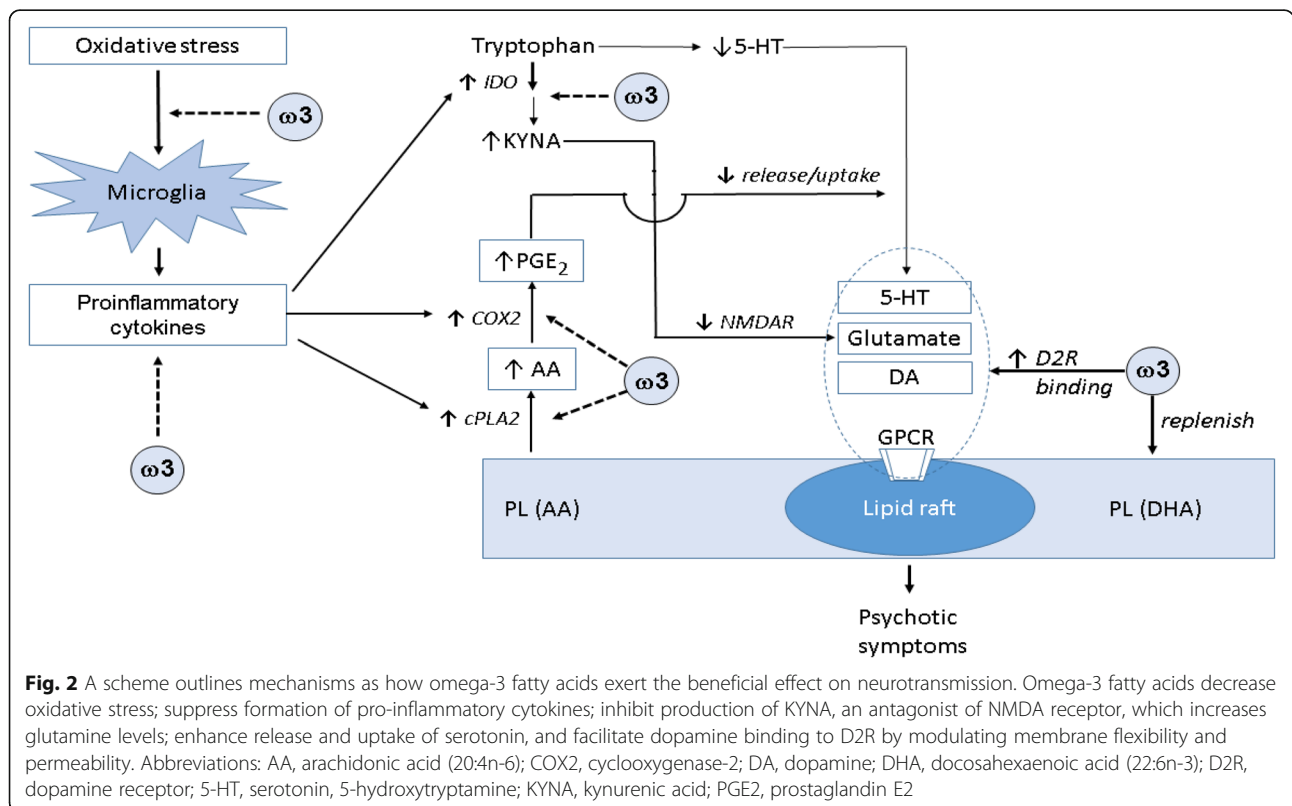 Oxidative stress
ω3
Microglia
Proinflammatory
cytokines
ω3
Tryptophan
↓ 5-HT
↑ IDO
ω3
↑ KYNA
↓ release/uptake
↑ PGE₂
↑ COX2
↑ AA
ω3
↑ cPLA2
↓ NMDAR
5-HT
Glutamate
DA
↑ D2R
binding
ω3
replenish
GPCR
PL (AA)
Lipid raft
PL (DHA)
Psychotic
symptoms
Fig. 2 A scheme outlines mechanisms as how omega-3 fatty acids exert the beneficial effect on neurotransmission. Omega-3 fatty acids decrease
oxidative stress; suppress formation of pro-inflammatory cytokines; inhibit production of KYNA, an antagonist of NMDA receptor, which increases
glutamine levels; enhance release and uptake of serotonin, and facilitate dopamine binding to D2R by modulating membrane flexibility and
permeability. Abbreviations: AA, arachidonic acid (20:4n-6); COX2, cyclooxygenase-2; DA, dopamine; DHA, docosahexaenoic acid (22:6n-3); D2R,
dopamine receptor; 5-HT, serotonin, 5-hydroxytryptamine; KYNA, kynurenic acid; PGE2, prostaglandin E2